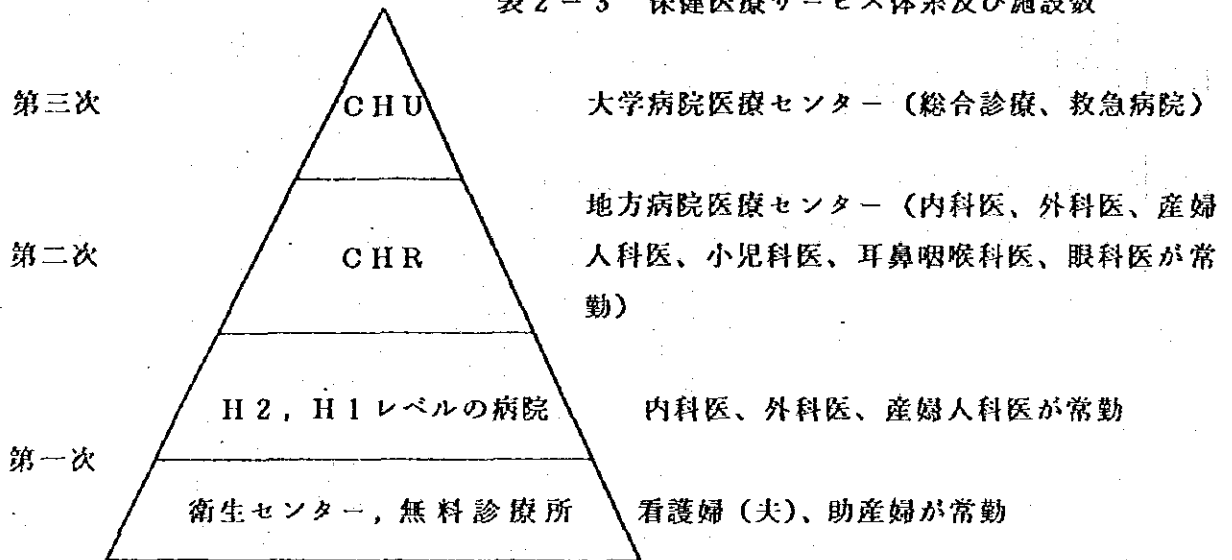 表2-3 保健医療サービス体系及び施設数
第三次 CHU 大学病院医療センター（総合診療、救急病院）
地方病院医療センター（内科医、外科医、産婦
第二次 CHR 人科医、小児科医、耳鼻咽喉科医、眼科医が常
勤）
H2，H1レベルの病院 内科医、外科医、産婦人科医が常勤
第一次
衛生センター，無料診療所 看護婦（夫）、助産婦が常勤